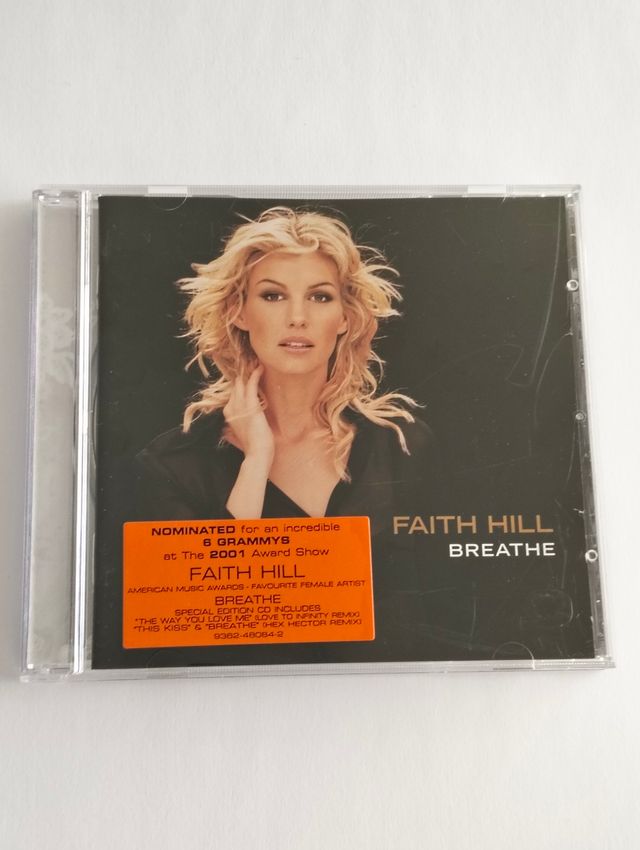 FAITH HILL
BREATHE
NOMINATED for an incredible
6 GRAMMYS
at The 2001 Award Show
FAITH HILL
AMERICAN MUSIC AWARDS - FAVOURITE FEMALE ARTIST
BREATHE
SPECIAL EDITION CD INCLUDES
"THE WAY YOU LOVE ME" (LOVE TO INFINITY REMIX)
"THIS KISS" & "BREATHE" (HEX HECTOR REMIX)
9362-48084-2